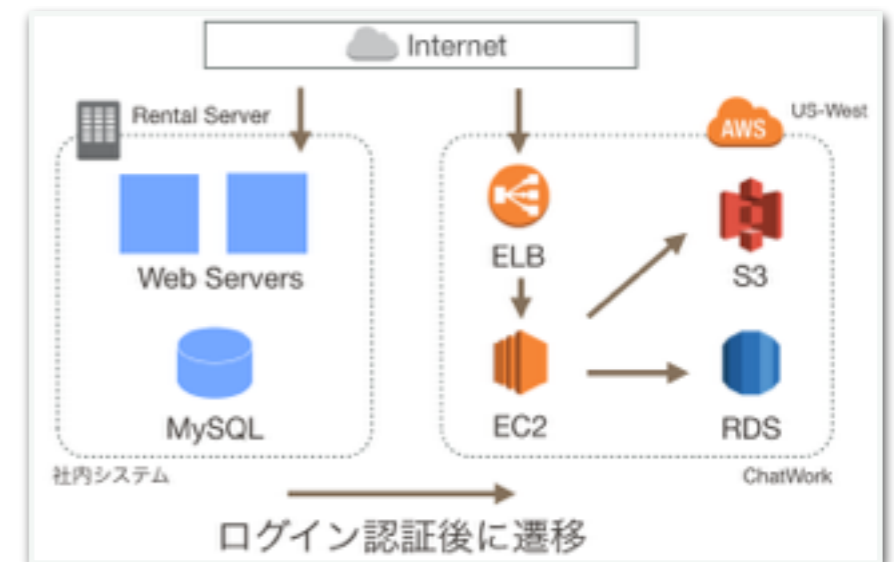 Internet
Rental Server
AWS
US-West
ELB
S3
Web Servers
MySQL
EC2
RDS
社内システム
ChatWork
ログイン認証後に遷移